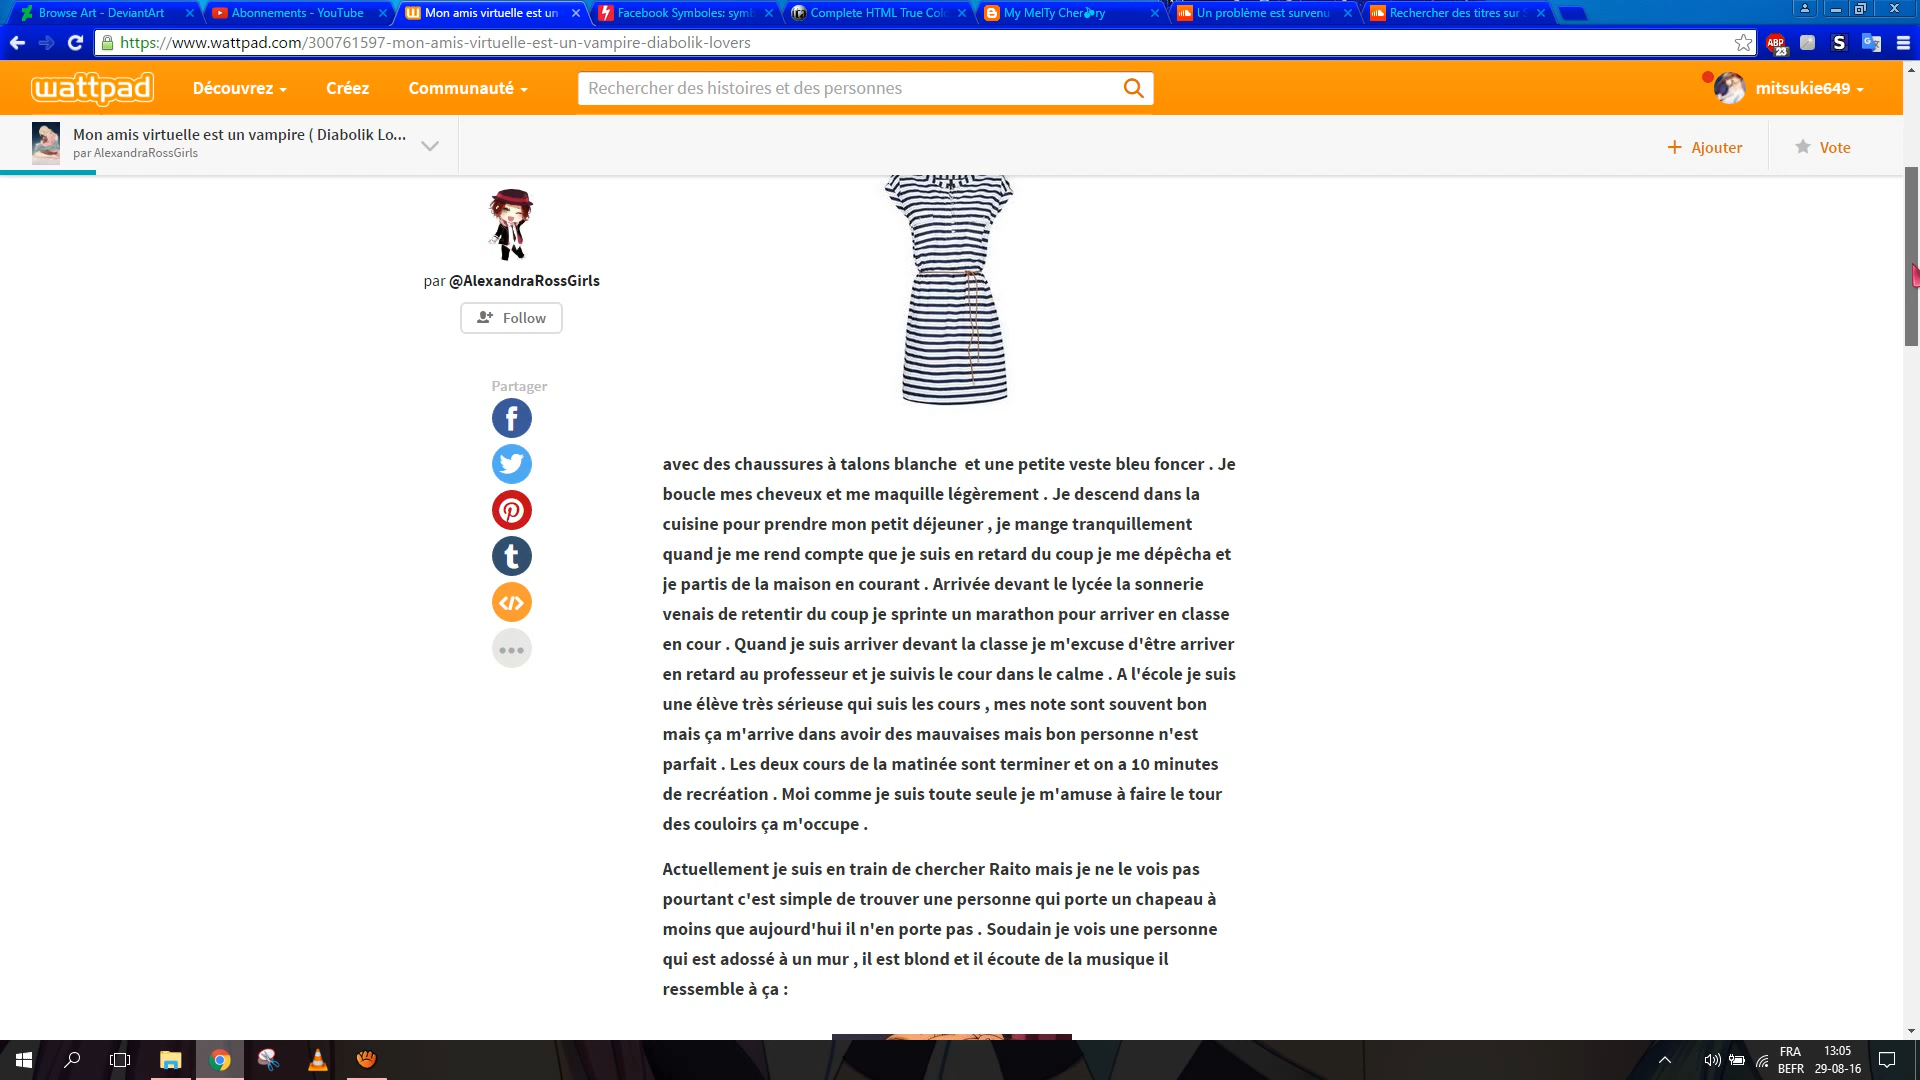 Browse Art - DeviantArt
Abonnements - YouTube
Mon amis virtuelle est un
Facebook Symboles: sym
Complete HTML True Col
My MelTy Cher ry
Un problème est survenu
Rechercher des titres sur
https://www.wattpad.com/300761597-mon-amis-virtuelle-est-un-vampire-diabolik-lovers
ABP
23
S
wattpad
Découvrez
Créez
Communauté
Rechercher des histoires et des personnes
mitsukie649
Mon amis virtuelle est un vampire ( Diabolik Lo...
par AlexandraRossGirls
Ajouter
Vote
par @AlexandraRossGirls
Follow
Partager
avec des chaussures à talons blanche  et une petite veste bleu foncer . Je
boucle mes cheveux et me maquille légèrement . Je descend dans la
cuisine pour prendre mon petit déjeuner , je mange tranquillement
quand je me rend compte que je suis en retard du coup je me dépêcha et
je partis de la maison en courant . Arrivée devant le lycée la sonnerie
venais de retentir du coup je sprinte un marathon pour arriver en classe
en cour . Quand je suis arriver devant la classe je m'excuse d'être arriver
en retard au professeur et je suivis le cour dans le calme . A l'école je suis
une élève très sérieuse qui suis les cours , mes note sont souvent bon
mais ça m'arrive dans avoir des mauvaises mais bon personne n'est
parfait . Les deux cours de la matinée sont terminer et on a 10 minutes
de recréation . Moi comme je suis toute seule je m'amuse à faire le tour
des couloirs ça m'occupe .
Actuellement je suis en train de chercher Raito mais je ne le vois pas
pourtant c'est simple de trouver une personne qui porte un chapeau à
moins que aujourd'hui il n'en porte pas . Soudain je vois une personne
qui est adossé à un mur , il est blond et il écoute de la musique il
ressemble à ça :
FRA
BEFR
13:05
29-08-16